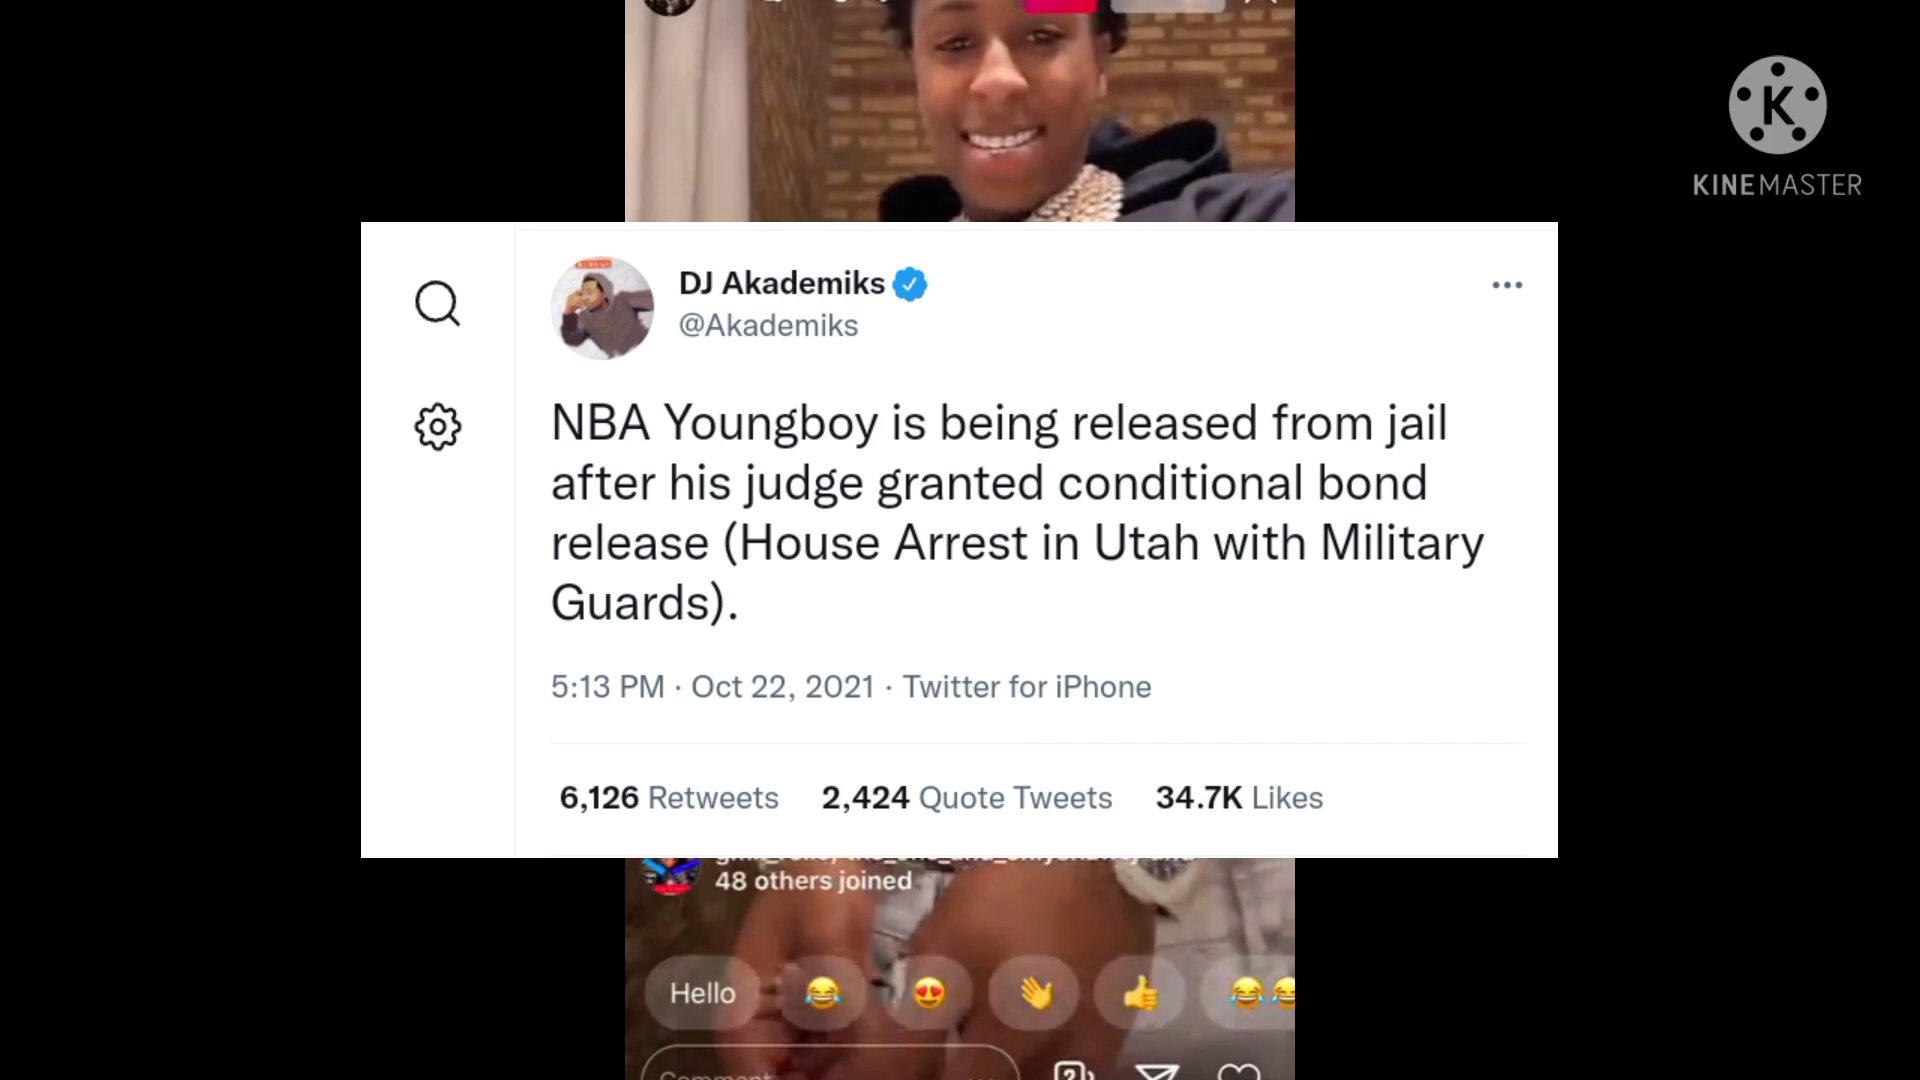 KINEMASTER
DJ Akademiks
@Akademiks
NBA Youngboy is being released from jail
after his judge granted conditional bond
release (House Arrest in Utah with Military
Guards).
5:13 PM · Oct 22, 2021 · Twitter for iPhone
6,126 Retweets 2,424 Quote Tweets 34.7K Likes
48 others joined
Hello